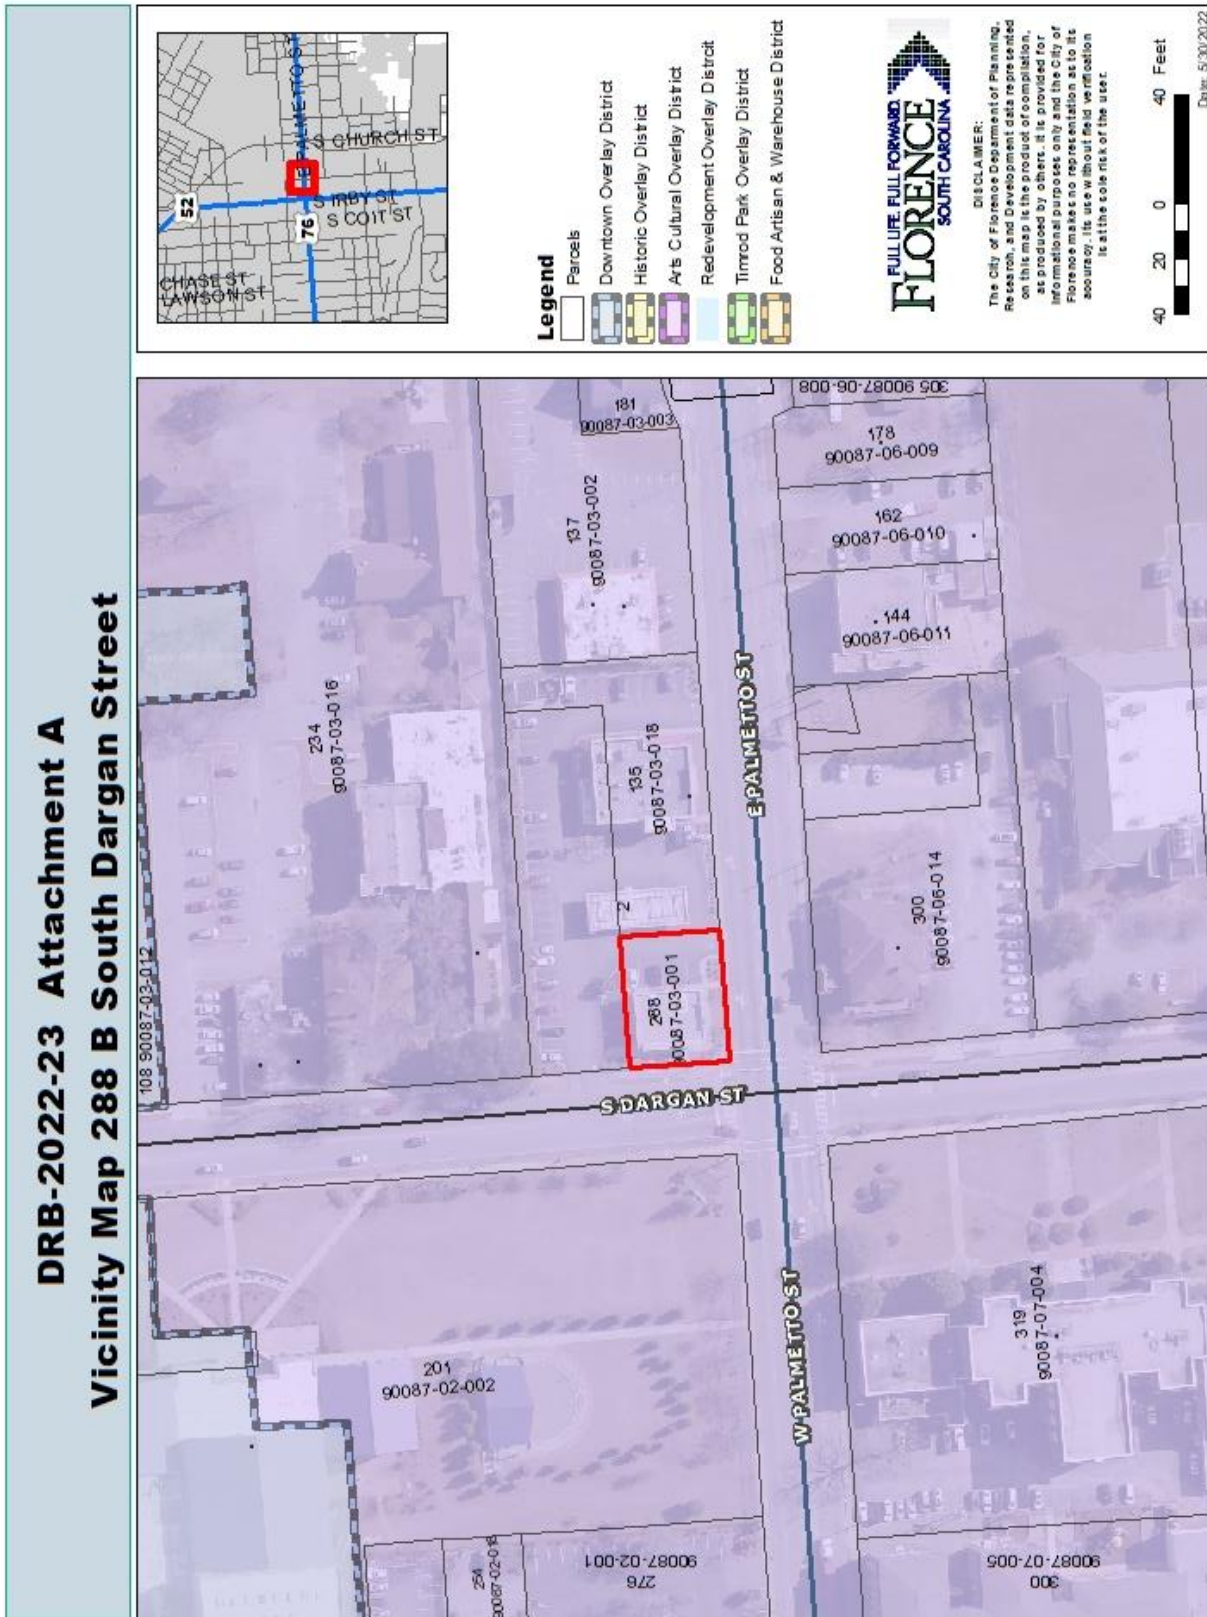 DRB-2022-23 Attachment A
Vicinity Map 288 B South Dargan Street
108 90087-03-012
234
90087-03-016
137
90087-03-002
181
90087-03-003
135
90087-03-018
2
288
90087-03-001
S DARGAN ST
E PALMETTO ST
W PALMETTO ST
201
90087-02-002
254
276
90087-02-001
305 90087-06-008
178
90087-06-009
162
90087-06-010
144
90087-06-011
300
90087-06-014
319
90087-07-004
300
90087-07-005
52
76
E PALMETTO ST
S CHURCH ST
S IRBY ST
S COIT ST
CHASE ST
LAWSON ST
Legend
Parcels
Downtown Overlay District
Historic Overlay District
Arts Cultural Overlay District
Redevelopment Overlay Distrcit
Timrod Park Overlay District
Food Artisan & Warehouse District
FULL LIFE. FULL FORWARD.
FLORENCE
SOUTH CAROLINA
DISCLAIMER:
The City of Florence Deparment of Planning,
Research, and Development data represented
on this map is the product of compilation,
as produced by others. It is provided for
informational purposes only and the City of
Florence makes no representation as to its
accuracy. Its use without field verification
is at the sole risk of the user.
40 20 0 40 Feet
Date: 5/30/2022